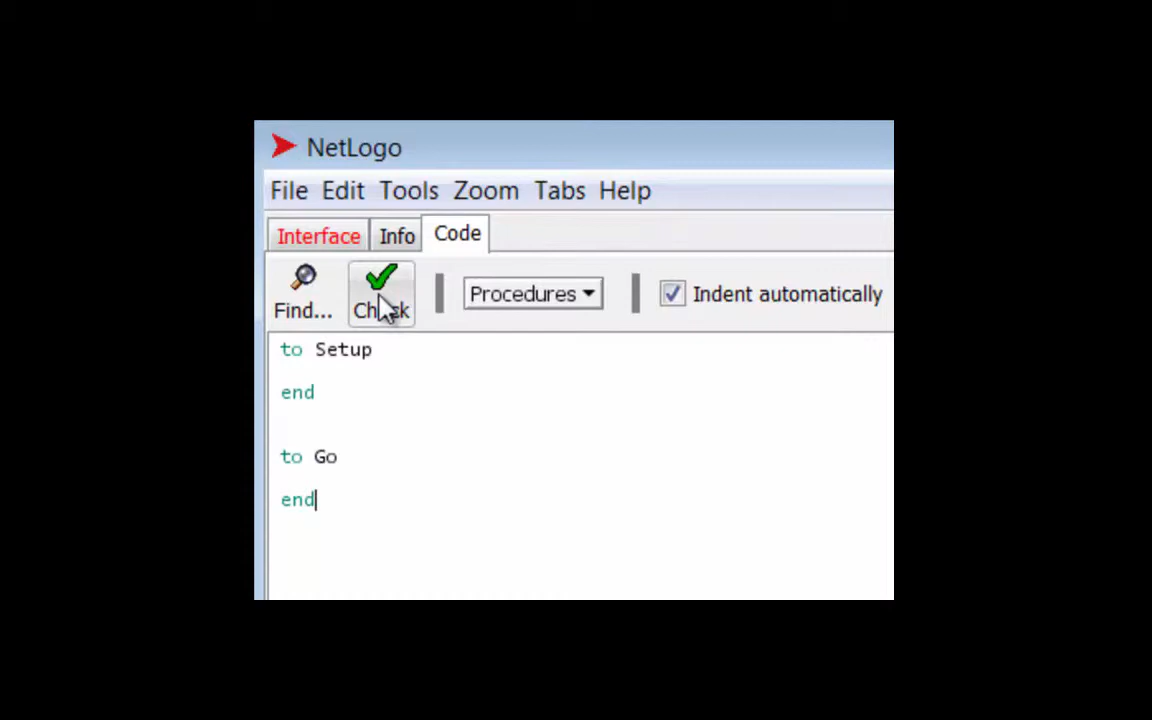 NetLogo
File Edit Tools Zoom Tabs Help
Interface Info Code
Find... Check Procedures Indent automatically
to Setup
end
to Go
end